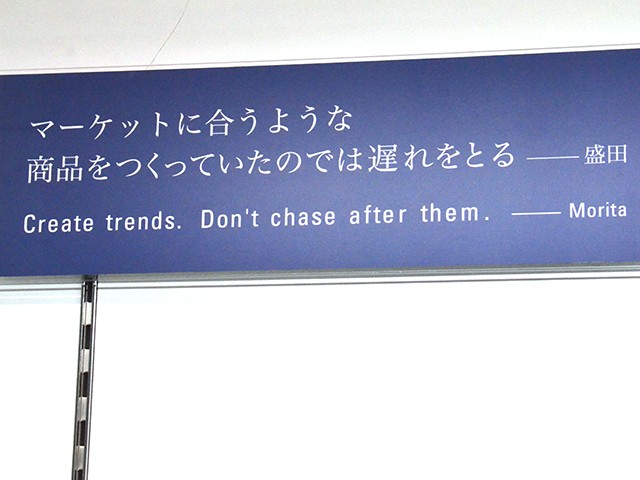 マーケットに合うような
商品をつくっていたのでは遅れをとる ―― 盛田
Create trends. Don't chase after them. ―― Morita